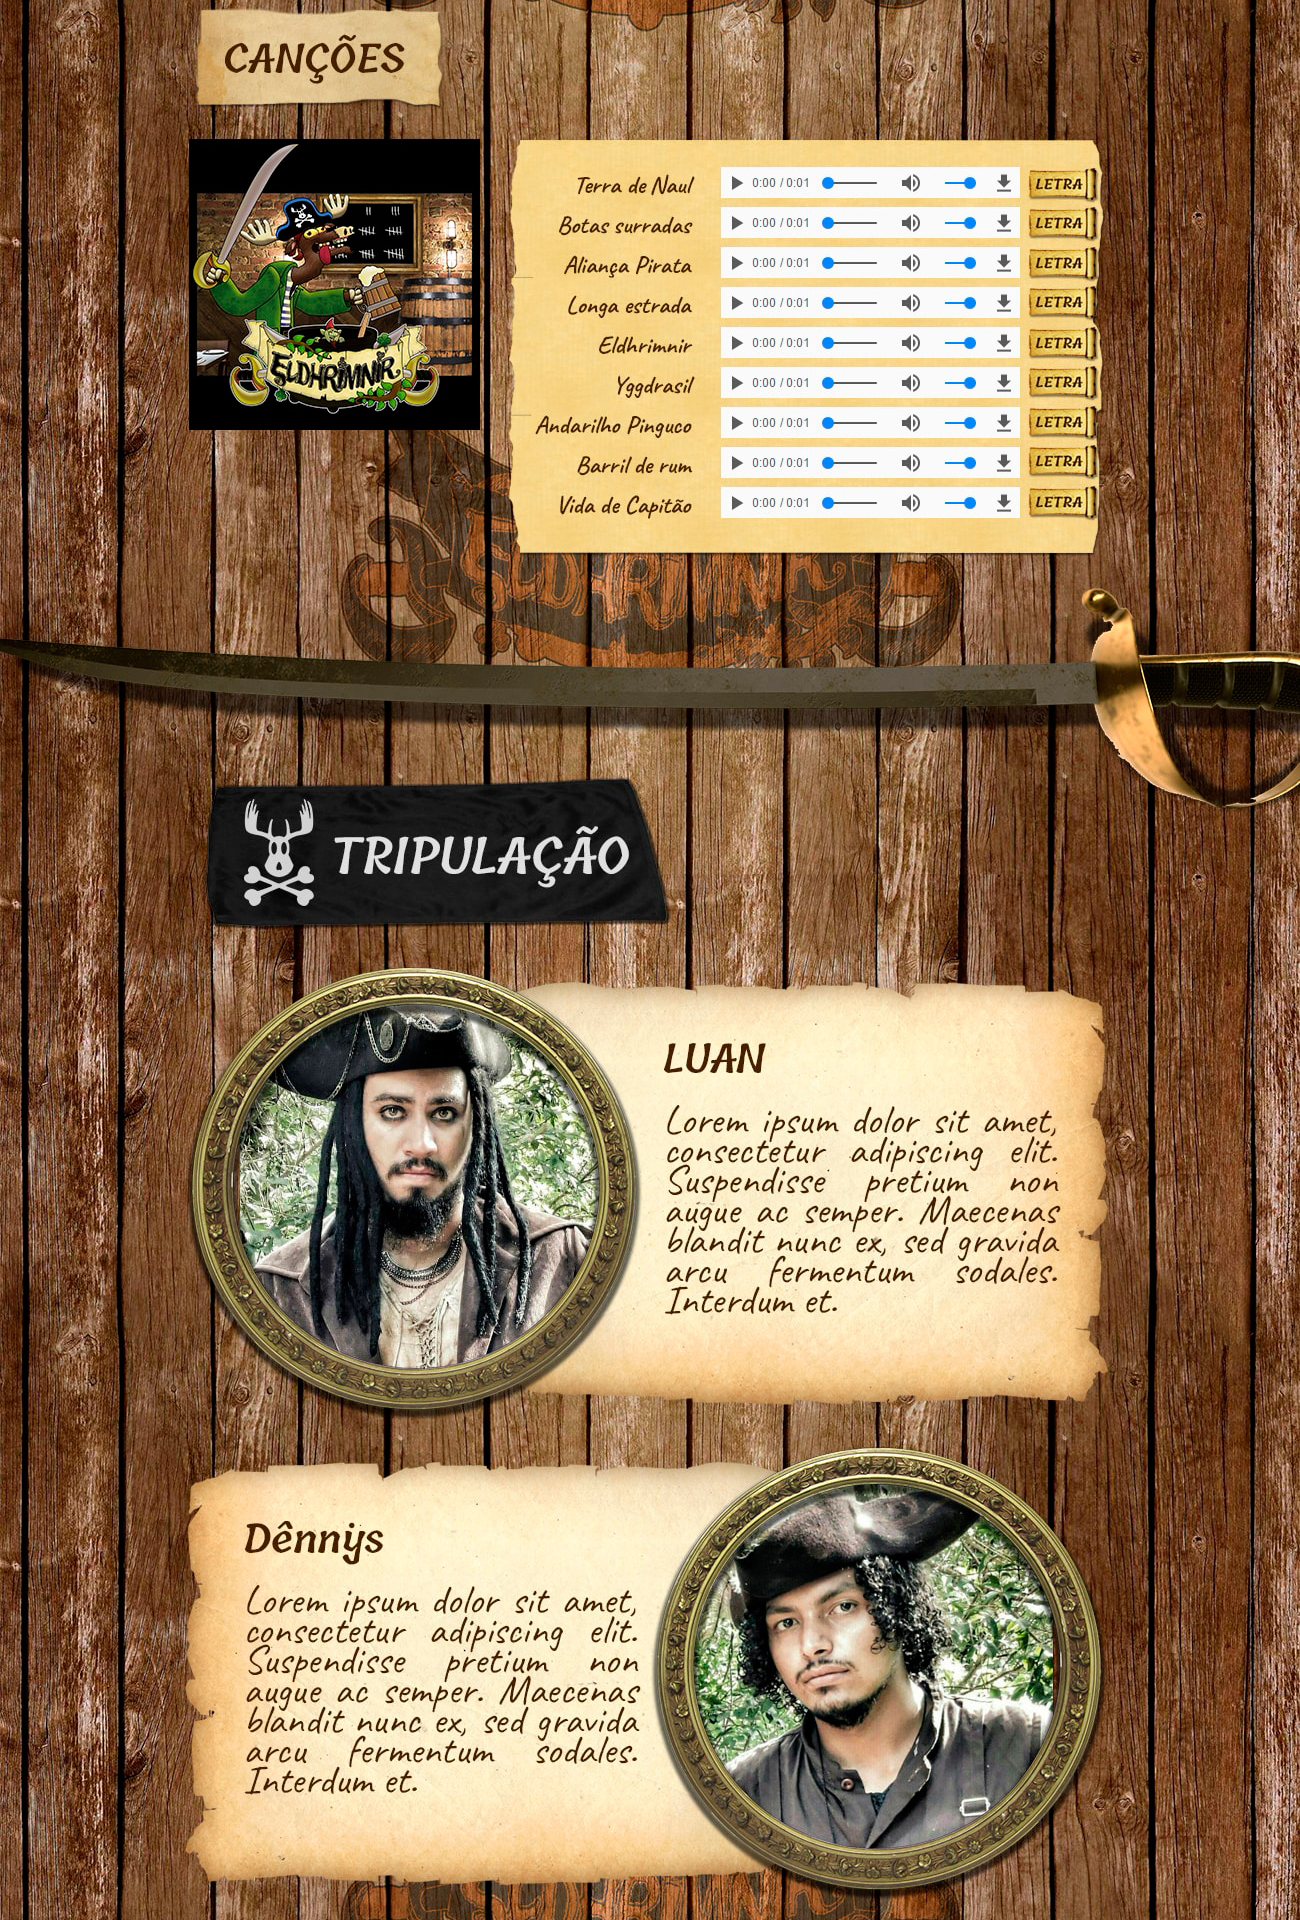 CANÇÕES
ELDHRIMNIR
Terra de Naul 0:00 / 0:01 LETRA
Botas surradas 0:00 / 0:01 LETRA
Aliança Pirata 0:00 / 0:01 LETRA
Longa estrada 0:00 / 0:01 LETRA
Eldhrimnir 0:00 / 0:01 LETRA
Yggdrasil 0:00 / 0:01 LETRA
Andarilho Pinguco 0:00 / 0:01 LETRA
Barril de rum 0:00 / 0:01 LETRA
Vida de Capitão 0:00 / 0:01 LETRA
ELDHRIMNIR
TRIPULAÇÃO
LUAN
Lorem ipsum dolor sit amet,
consectetur adipiscing elit.
Suspendisse pretium non
augue ac semper. Maecenas
blandit nunc ex, sed gravida
arcu fermentum sodales.
Interdum et.
Dênnys
Lorem ipsum dolor sit amet,
consectetur adipiscing elit.
Suspendisse pretium non
augue ac semper. Maecenas
blandit nunc ex, sed gravida
arcu fermentum sodales.
Interdum et.